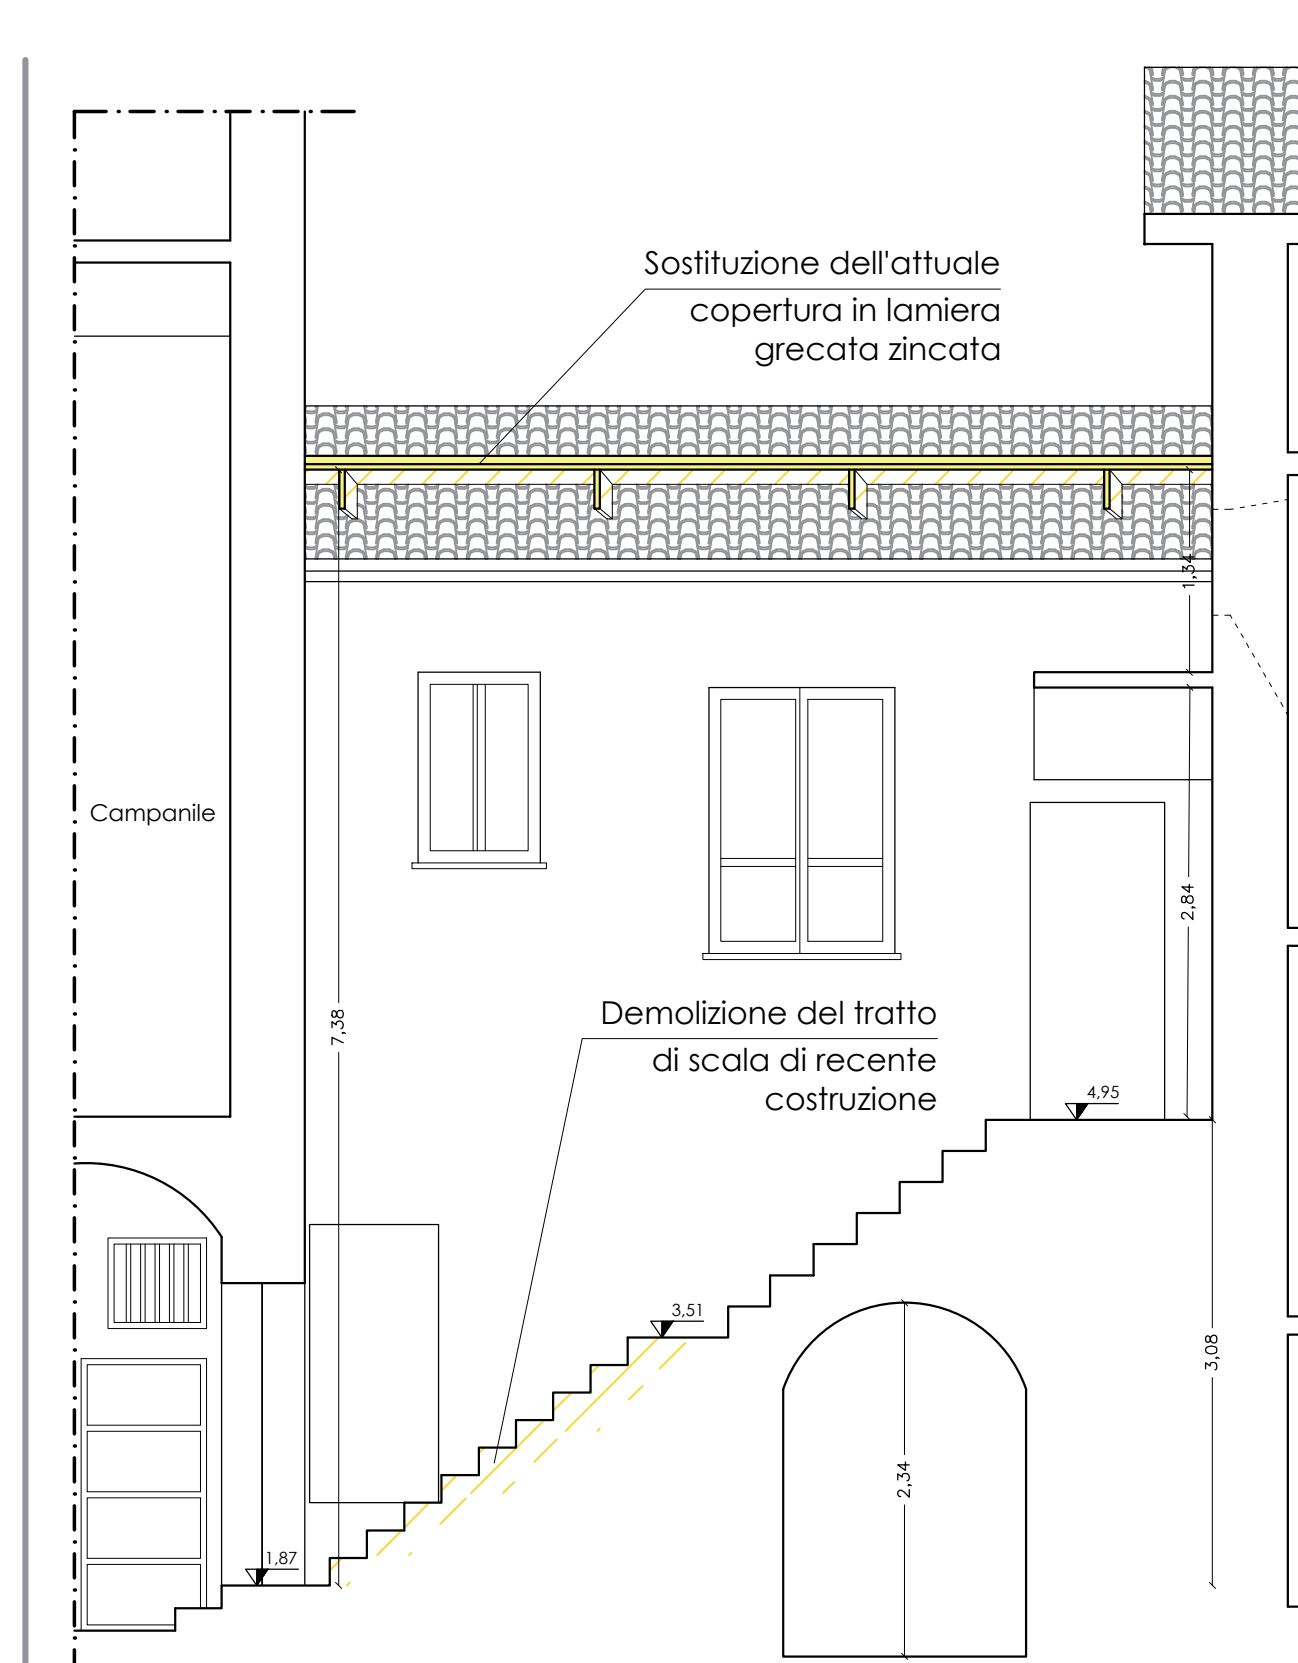 Sostituzione dell'attuale
copertura in lamiera
grecata zincata
1,34
Campanile
2,84
7,38
Demolizione del tratto
di scala di recente
costruzione
4,95
3,51
3,08
2,34
1,87